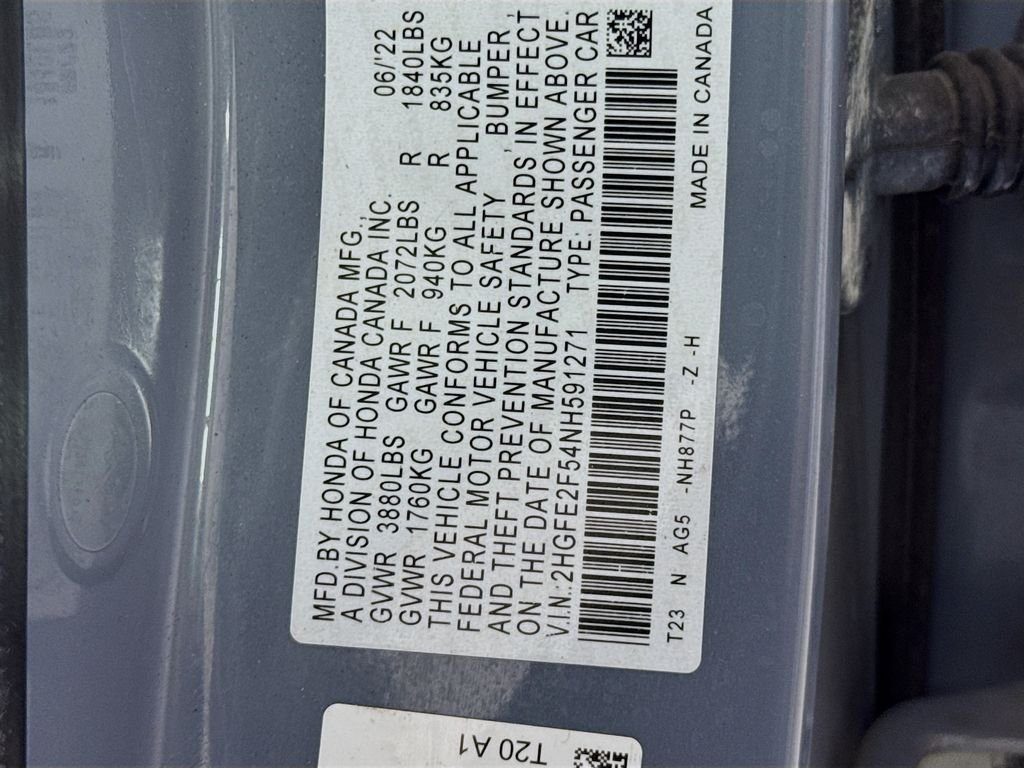 MFD.BY HONDA OF CANADA MFG.,
A DIVISION OF HONDA CANADA INC. 06/'22
GVWR 3880LBS GAWR F 2072LBS R 1840LBS
GVWR 1760KG GAWR F 940KG R 835KG
THIS VEHICLE CONFORMS TO ALL APPLICABLE
FEDERAL MOTOR VEHICLE SAFETY , BUMPER,
AND THEFT PREVENTION STANDARDS IN EFFECT
ON THE DATE OF MANUFACTURE SHOWN ABOVE.
V.I.N.:2HGFE2F54NH591271 TYPE: PASSENGER CAR
T23 N AG5 -NH877P -Z -H
MADE IN CANADA
T20 A1